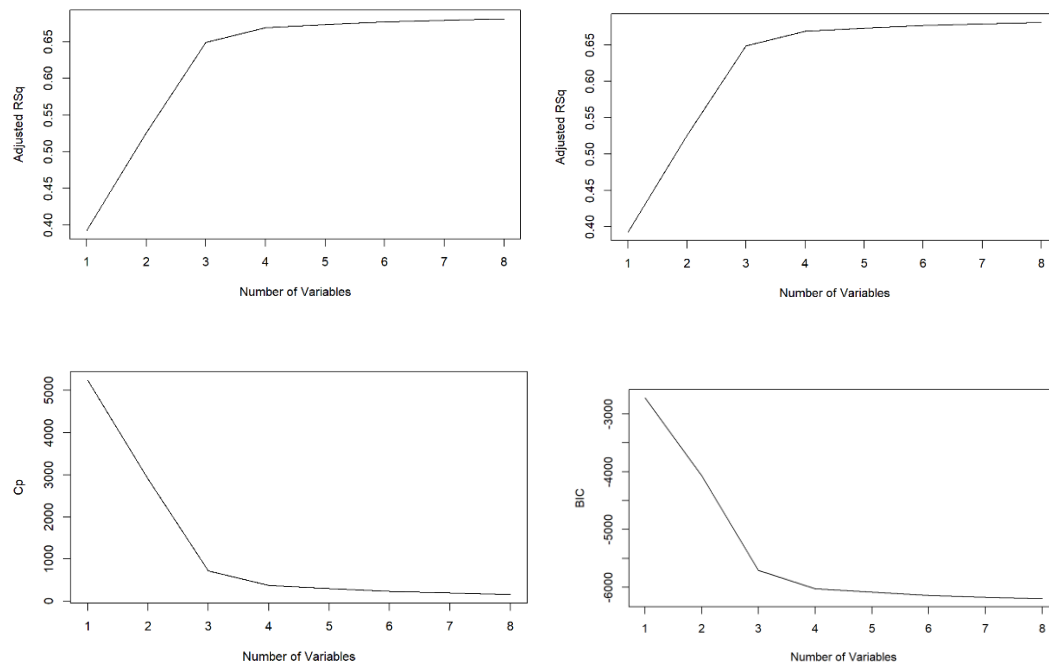 Adjusted RSq
0.40 0.45 0.50 0.55 0.60 0.65
1 2 3 4 5 6 7 8
Number of Variables
Adjusted RSq
0.40 0.45 0.50 0.55 0.60 0.65
1 2 3 4 5 6 7 8
Number of Variables
Cp
0 1000 2000 3000 4000 5000
1 2 3 4 5 6 7 8
Number of Variables
BIC
-6000 -5000 -4000 -3000
1 2 3 4 5 6 7 8
Number of Variables